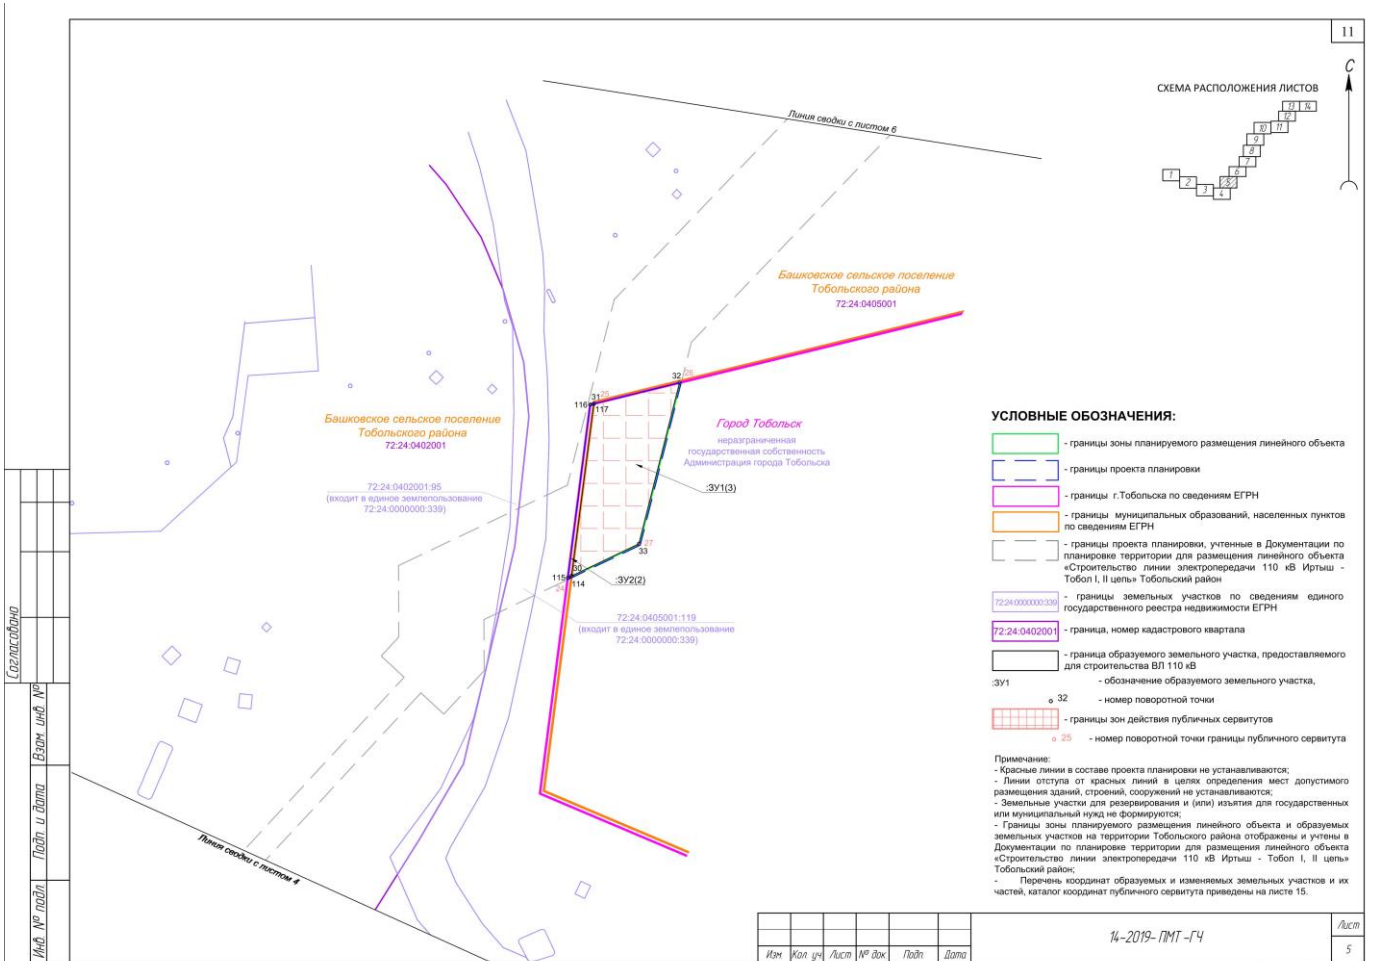 11
С
СХЕМА РАСПОЛОЖЕНИЯ ЛИСТОВ
13 14
12
10 11
9
8
7
6
1
2
5
3
4
Линия сводки с листом 6
Башковское сельское поселение
Тобольского района
72:24:0405001
32
26
31
25
116
117
Город Тобольск
неразграниченная
государственная собственность
Администрация города Тобольска
:ЗУ1(3)
Башковское сельское поселение
Тобольского района
72:24:0402001
72:24:0402001:95
(входит в единое землепользование
72:24:0000000:339)
27
33
30
115
114
24
:ЗУ2(2)
72:24:0405001:119
(входит в единое землепользование
72:24:0000000:339)
Линия сводки с листом 4
УСЛОВНЫЕ ОБОЗНАЧЕНИЯ:
- границы зоны планируемого размещения линейного объекта
- границы проекта планировки
- границы г.Тобольска по сведениям ЕГРН
- границы муниципальных образований, населенных пунктов
по сведениям ЕГРН
- границы проекта планировки, учтенные в Документации по
планировке территории для размещения линейного объекта
«Строительство линии электропередачи 110 кВ Иртыш -
Тобол I, II цепь» Тобольский район
72:24:0000000:339
- границы земельных участков по сведениям единого
государственного реестра недвижимости ЕГРН
72:24:0402001
- граница, номер кадастрового квартала
- граница образуемого земельного участка, предоставляемого
для строительства ВЛ 110 кВ
:ЗУ1 - обозначение образуемого земельного участка,
32 - номер поворотной точки
- границы зон действия публичных сервитутов
25 - номер поворотной точки границы публичного сервитута
Примечание:
- Красные линии в составе проекта планировки не устанавливаются;
- Линии отступа от красных линий в целях определения мест допустимого
размещения зданий, строений, сооружений не устанавливаются;
- Земельные участки для резервирования и (или) изъятия для государственных
или муниципальный нужд не формируются;
- Границы зоны планируемого размещения линейного объекта и образуемых
земельных участков на территории Тобольского района отображены и учтены в
Документации по планировке территории для размещения линейного объекта
«Строительство линии электропередачи 110 кВ Иртыш - Тобол I, II цепь»
Тобольский район;
- Перечень координат образуемых и изменяемых земельных участков и их
частей, каталог координат публичного сервитута приведены на листе 15.
Согласовано
Взам. инв. №
Подп. и дата
Инв. № подл.
Изм Кол. уч Лист № док Подп. Дата
14-2019- ПМТ -ГЧ
Лист
5